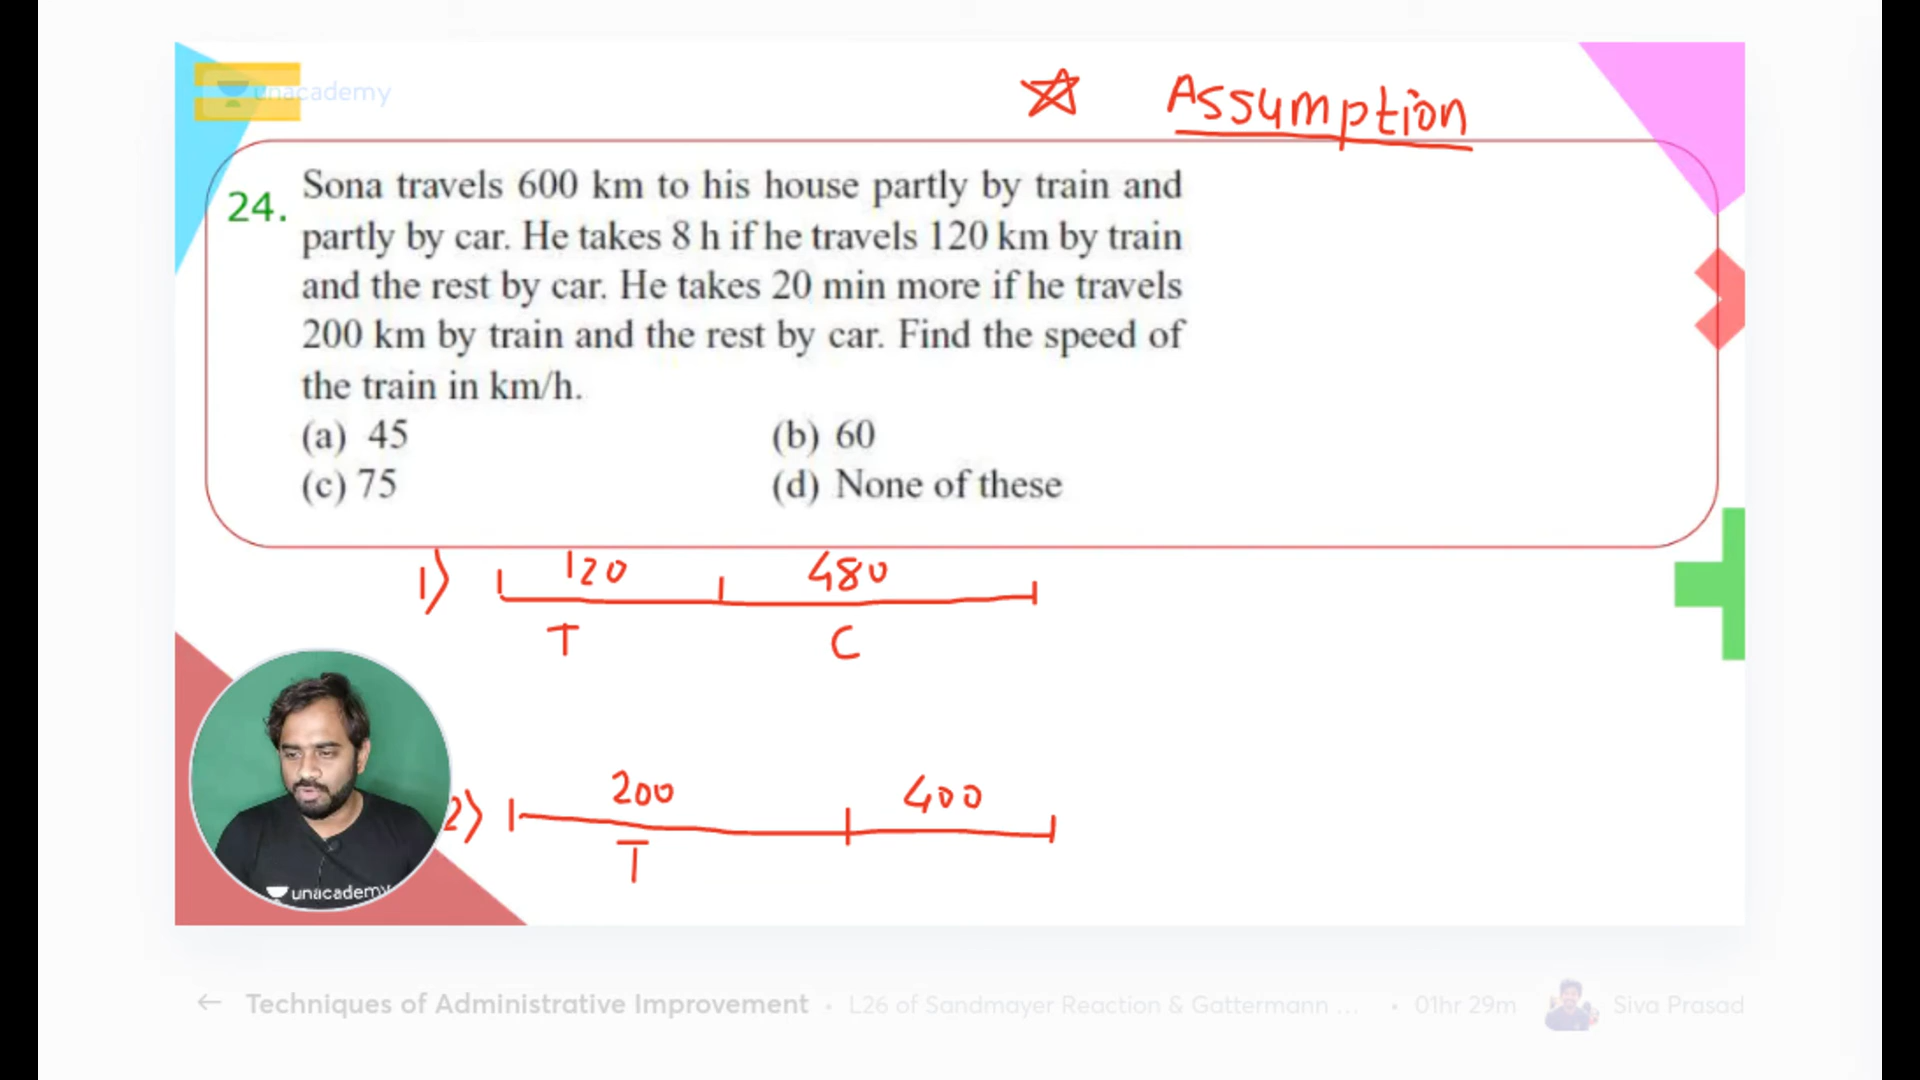 unacademy
Assumption
24.
Sona travels 600 km to his house partly by train and
partly by car. He takes 8 h if he travels 120 km by train
and the rest by car. He takes 20 min more if he travels
200 km by train and the rest by car. Find the speed of
the train in km/h.
(a) 45 (b) 60
(c) 75 (d) None of these
1) 120 480
T C
2) 200 400
T
unacademy
← Techniques of Administrative Improvement • L26 of Sandmayer Reaction & Gattermann ... • 01hr 29m Siva Prasad